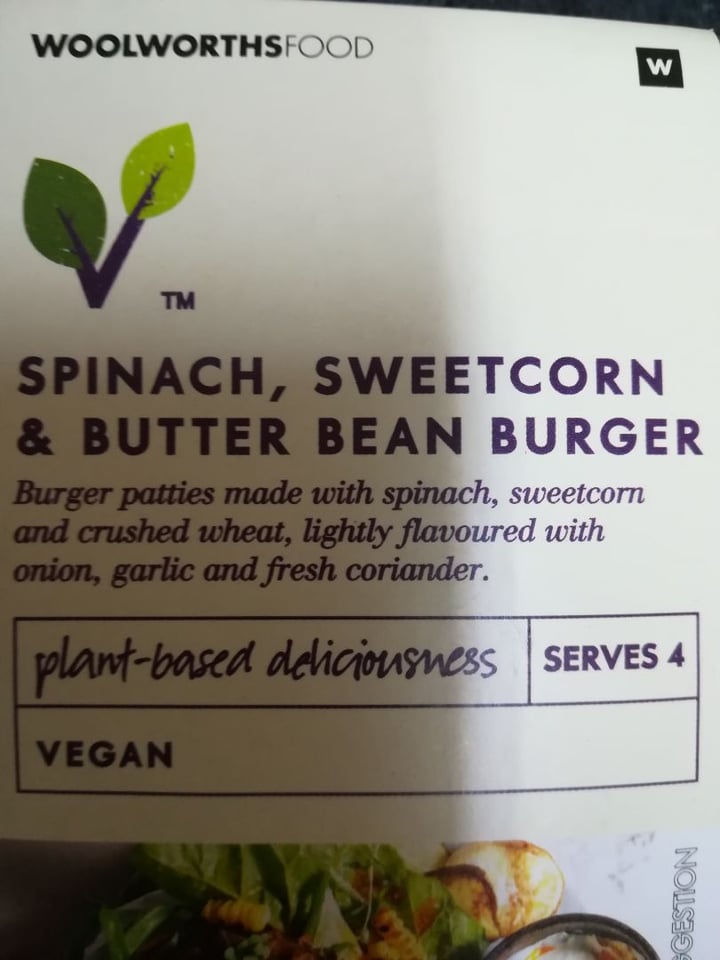 WOOLWORTHSFOOD
W
TM
SPINACH, SWEETCORN
& BUTTER BEAN BURGER
Burger patties made with spinach, sweetcorn
and crushed wheat, lightly flavoured with
onion, garlic and fresh coriander.
plant-based deliciousness
SERVES 4
VEGAN